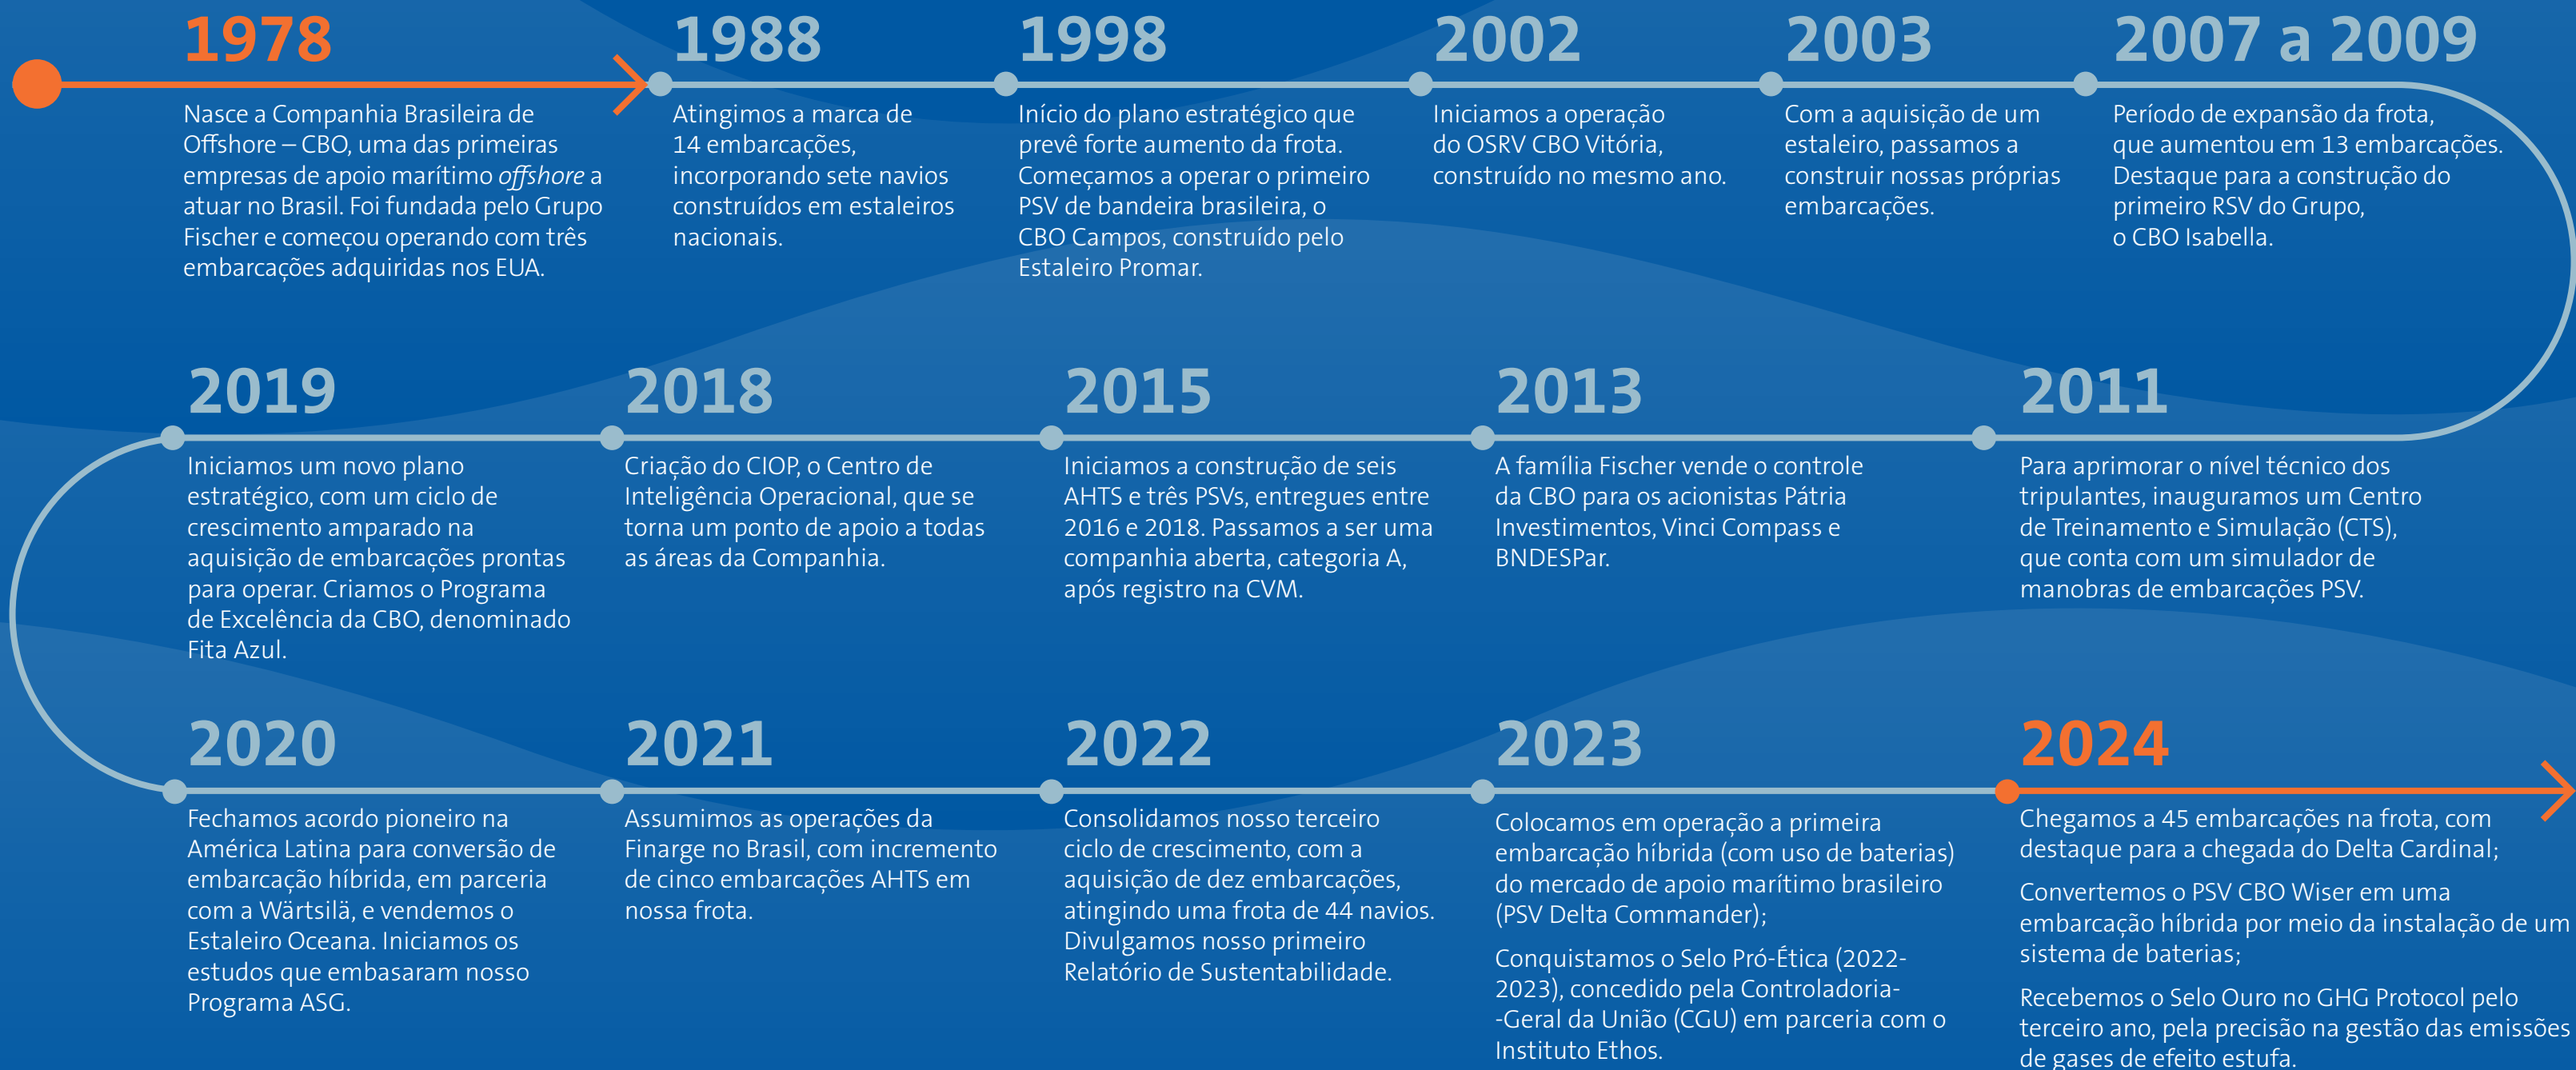 1978
Nasce a Companhia Brasileira de
Offshore – CBO, uma das primeiras
empresas de apoio marítimo offshore a
atuar no Brasil. Foi fundada pelo Grupo
Fischer e começou operando com três
embarcações adquiridas nos EUA.
1988
Atingimos a marca de
14 embarcações,
incorporando sete navios
construídos em estaleiros
nacionais.
1998
Início do plano estratégico que
prevê forte aumento da frota.
Começamos a operar o primeiro
PSV de bandeira brasileira, o
CBO Campos, construído pelo
Estaleiro Promar.
2002
Iniciamos a operação
do OSRV CBO Vitória,
construído no mesmo ano.
2003
Com a aquisição de um
estaleiro, passamos a
construir nossas próprias
embarcações.
2007 a 2009
Período de expansão da frota,
que aumentou em 13 embarcações.
Destaque para a construção do
primeiro RSV do Grupo,
o CBO Isabella.
2011
Para aprimorar o nível técnico dos
tripulantes, inauguramos um Centro
de Treinamento e Simulação (CTS),
que conta com um simulador de
manobras de embarcações PSV.
2013
A família Fischer vende o controle
da CBO para os acionistas Pátria
Investimentos, Vinci Compass e
BNDESPar.
2015
Iniciamos a construção de seis
AHTS e três PSVs, entregues entre
2016 e 2018. Passamos a ser uma
companhia aberta, categoria A,
após registro na CVM.
2018
Criação do CIOP, o Centro de
Inteligência Operacional, que se
torna um ponto de apoio a todas
as áreas da Companhia.
2019
Iniciamos um novo plano
estratégico, com um ciclo de
crescimento amparado na
aquisição de embarcações prontas
para operar. Criamos o Programa
de Excelência da CBO, denominado
Fita Azul.
2020
Fechamos acordo pioneiro na
América Latina para conversão de
embarcação híbrida, em parceria
com a Wärtsilä, e vendemos o
Estaleiro Oceana. Iniciamos os
estudos que embasaram nosso
Programa ASG.
2021
Assumimos as operações da
Finarge no Brasil, com incremento
de cinco embarcações AHTS em
nossa frota.
2022
Consolidamos nosso terceiro
ciclo de crescimento, com a
aquisição de dez embarcações,
atingindo uma frota de 44 navios.
Divulgamos nosso primeiro
Relatório de Sustentabilidade.
2023
Colocamos em operação a primeira
embarcação híbrida (com uso de baterias)
do mercado de apoio marítimo brasileiro
(PSV Delta Commander);
Conquistamos o Selo Pró-Ética (2022-
2023), concedido pela Controladoria-
-Geral da União (CGU) em parceria com o
Instituto Ethos.
2024
Chegamos a 45 embarcações na frota, com
destaque para a chegada do Delta Cardinal;
Convertemos o PSV CBO Wiser em uma
embarcação híbrida por meio da instalação de um
sistema de baterias;
Recebemos o Selo Ouro no GHG Protocol pelo
terceiro ano, pela precisão na gestão das emissões
de gases de efeito estufa.